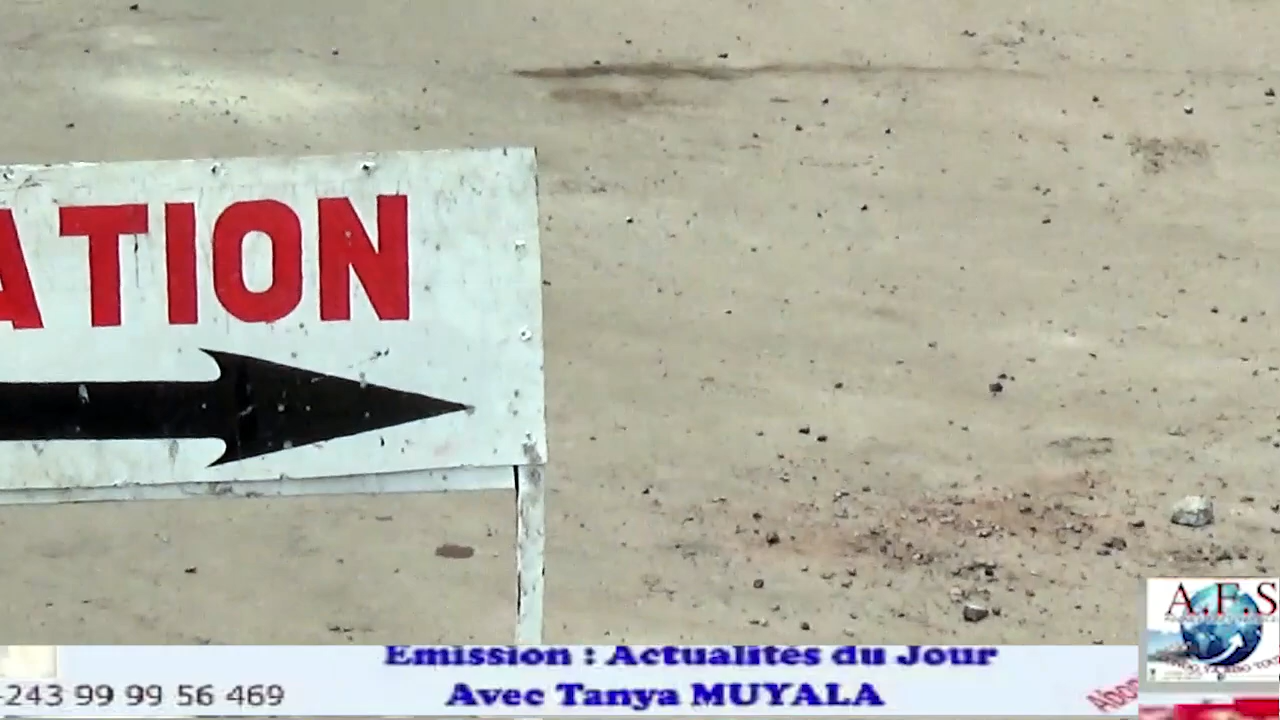 ATION
A.F.S
Emission : Actualités du Jour
-243 99 99 56 469
Avec Tanya MUYALA